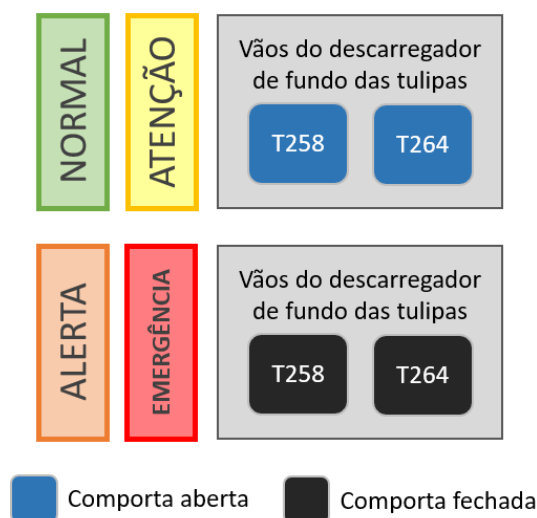 NORMAL
ATENÇÃO
Vãos do descarregador
de fundo das tulipas
T258
T264
ALERTA
EMERGÊNCIA
Vãos do descarregador
de fundo das tulipas
T258
T264
Comporta aberta
Comporta fechada